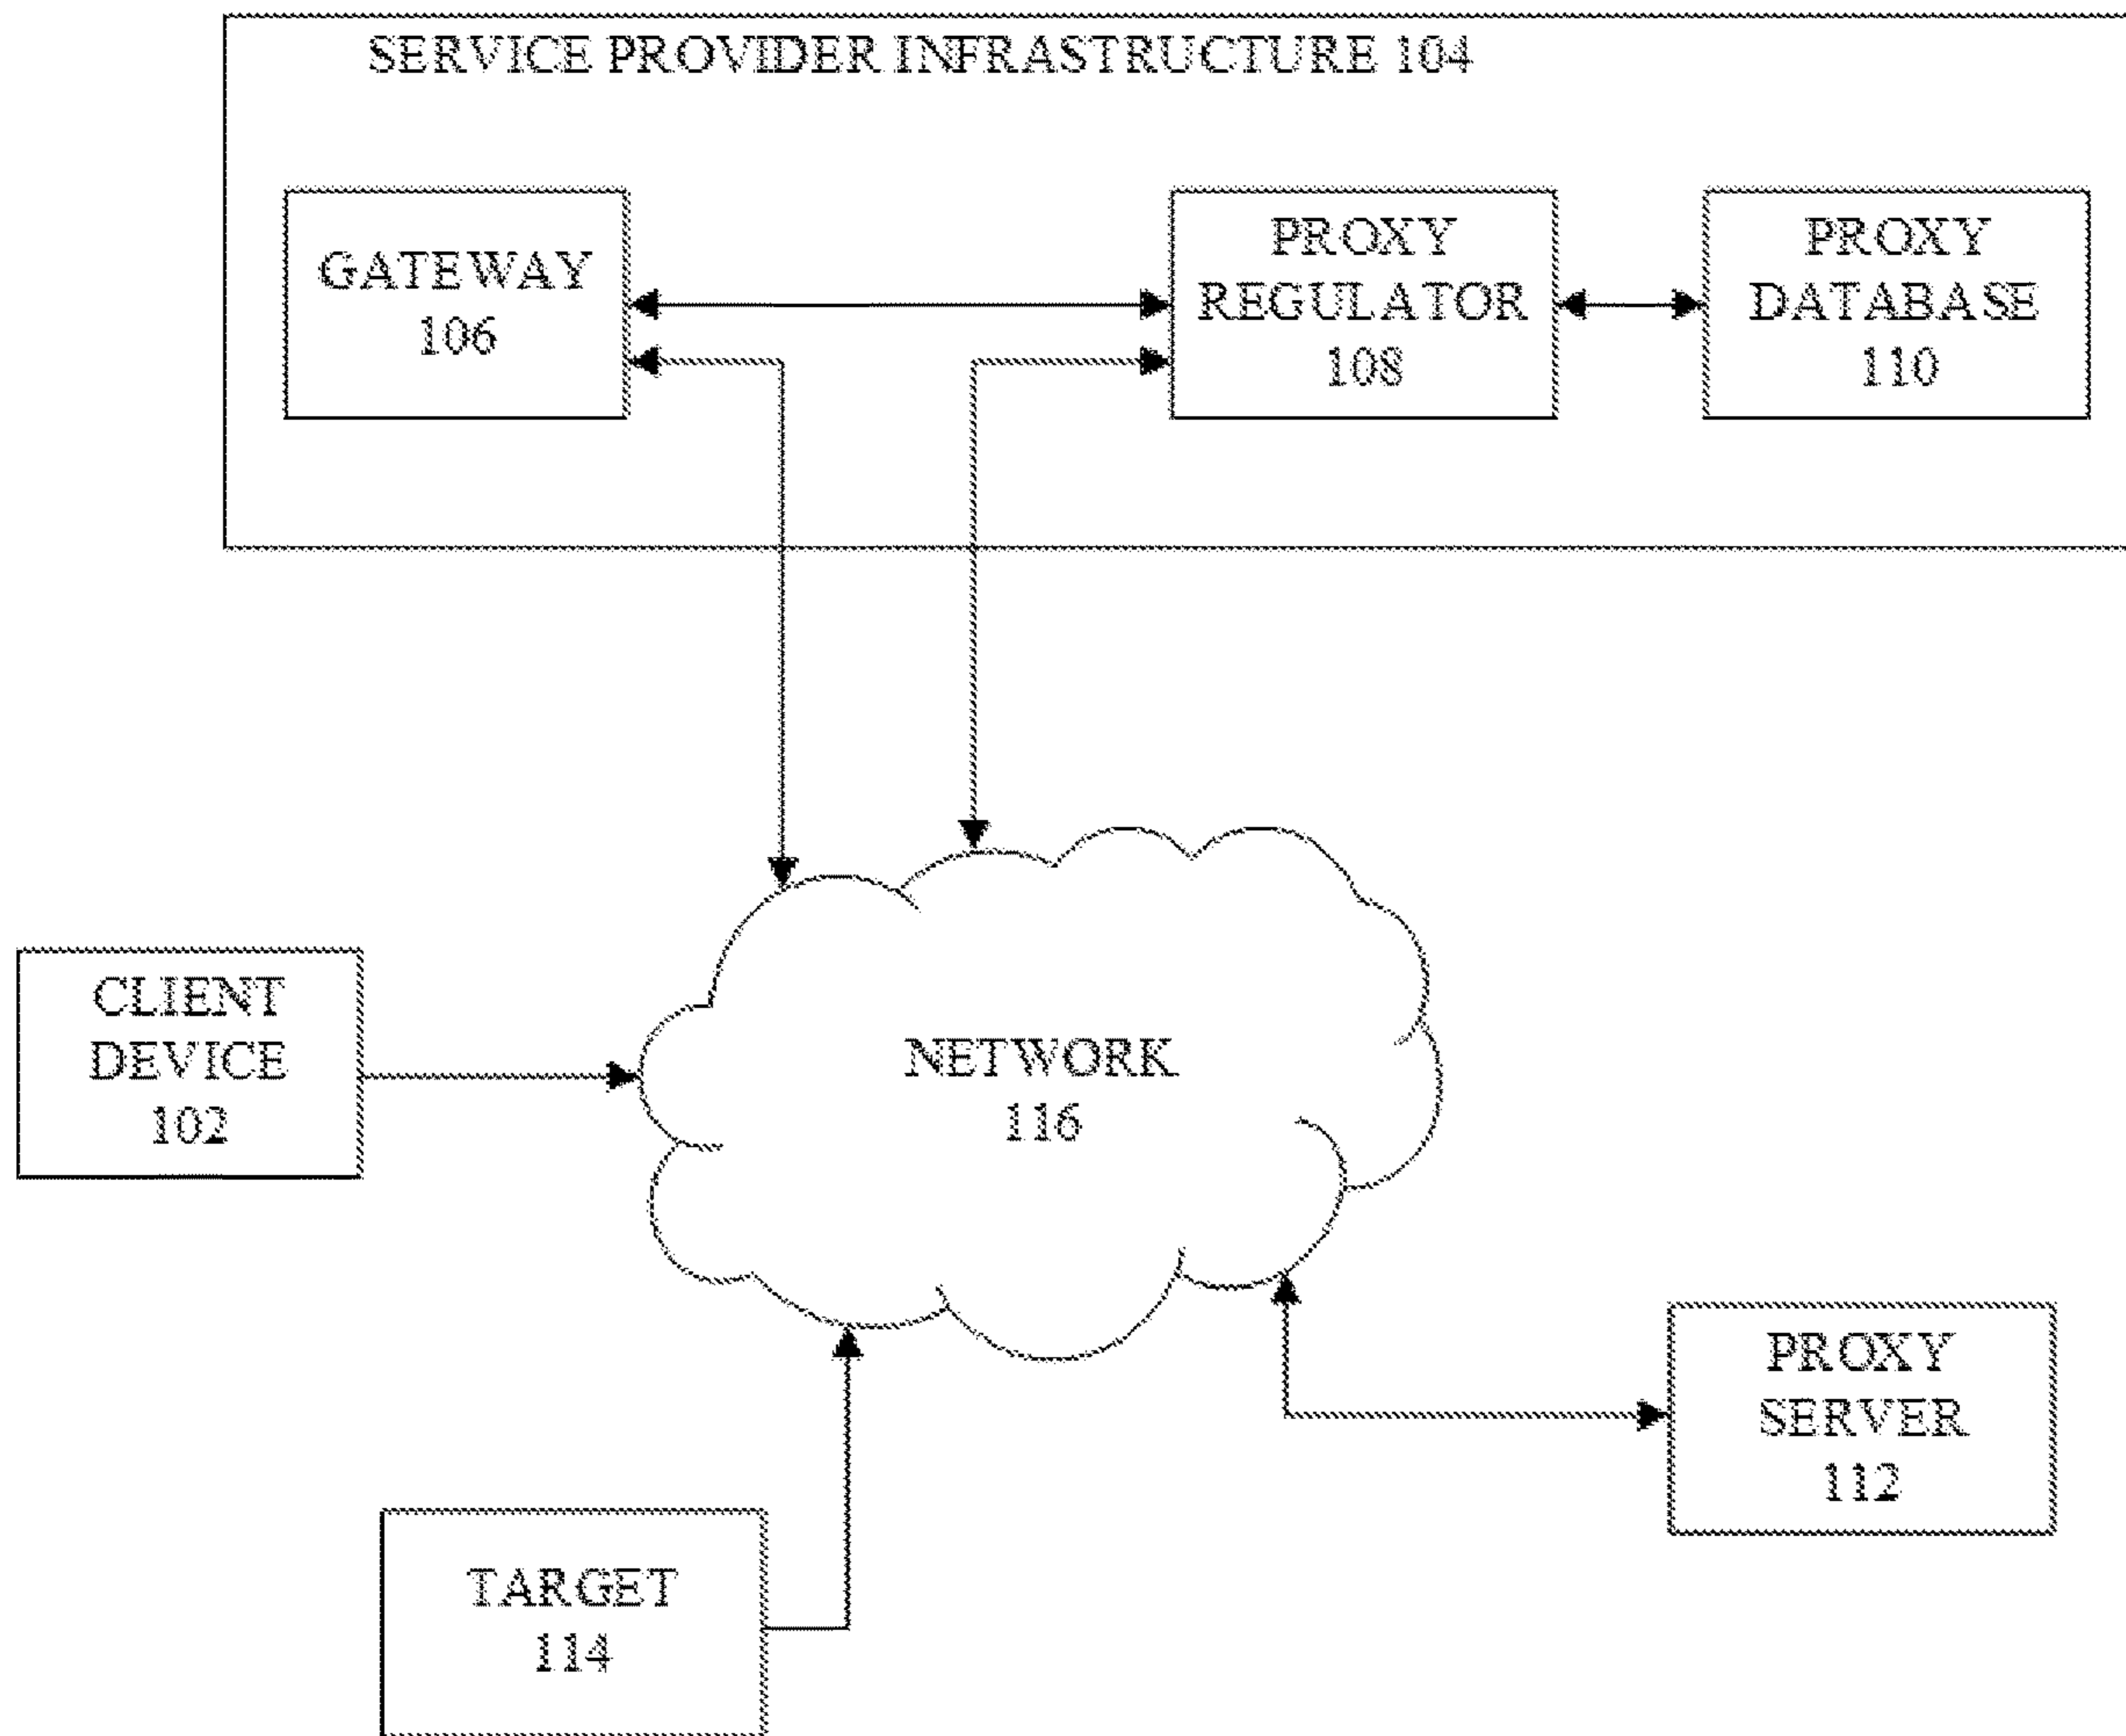 SERVICE PROVIDER INFRASTRUCTURE 104
GATEWAY
106
PROXY
REGULATOR
108
PROXY
DATABASE
110
CLIENT
DEVICE
102
NETWORK
116
PROXY
SERVER
112
TARGET
114